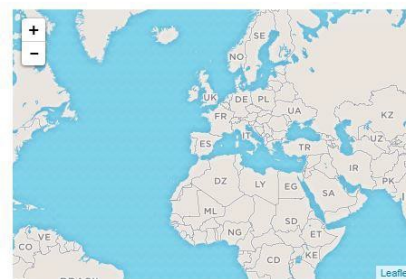 +
SE
NO
−
UK
DE
PL
UA
KZ
FR
IT
UZ
ES
TR
IR
PK
DZ
LY
EG
SA
ML
NG
SD
ET
VE
CO
CD
KE
Leafle